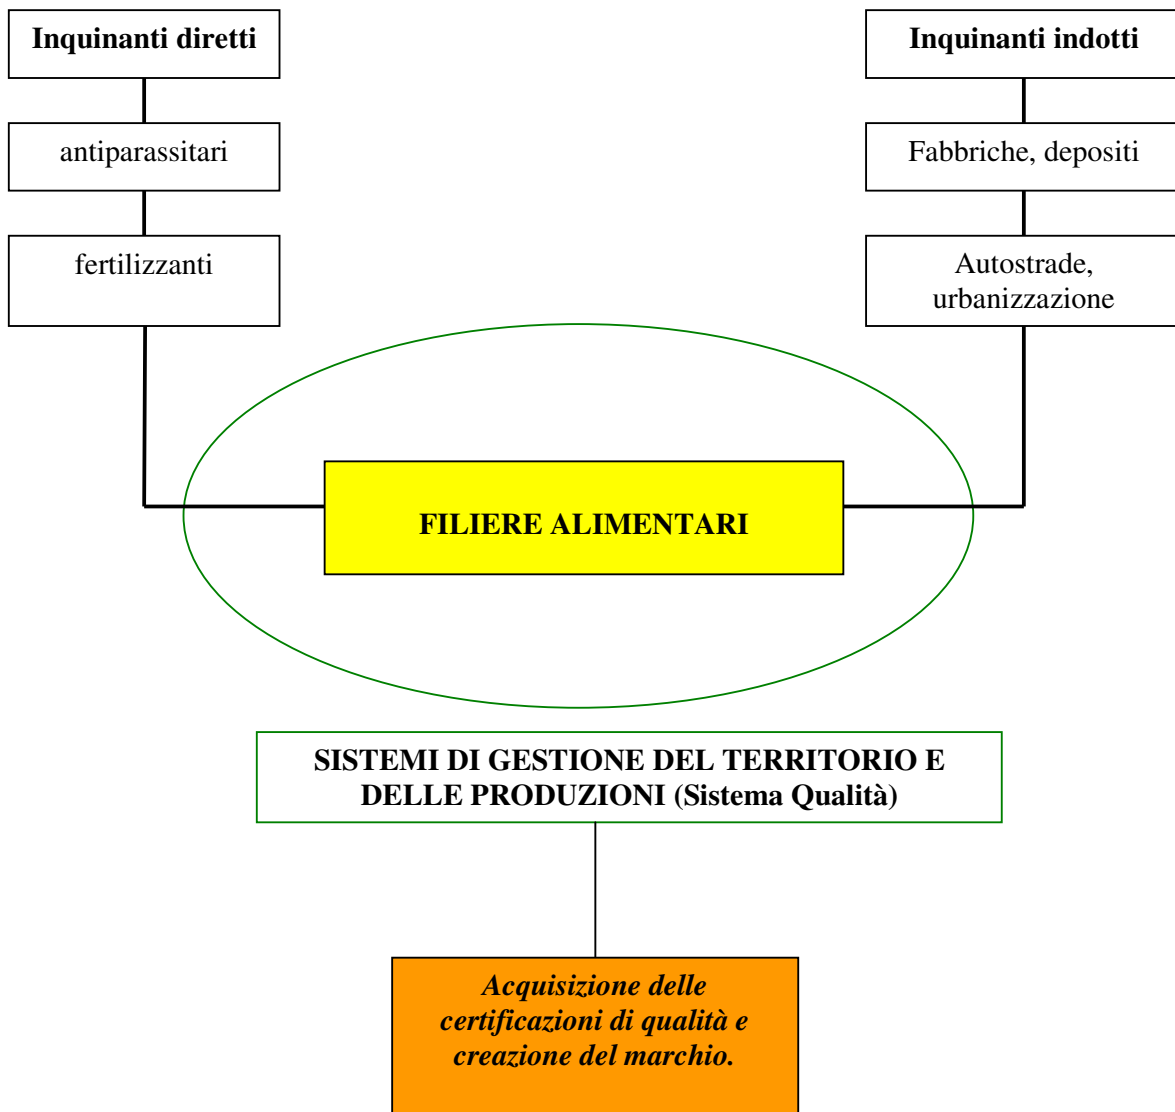 Inquinanti diretti
antiparassitari
fertilizzanti
Inquinanti indotti
Fabbriche, depositi
Autostrade,
urbanizzazione
FILIERE ALIMENTARI
SISTEMI DI GESTIONE DEL TERRITORIO E
DELLE PRODUZIONI (Sistema Qualità)
Acquisizione delle
certificazioni di qualità e
creazione del marchio.